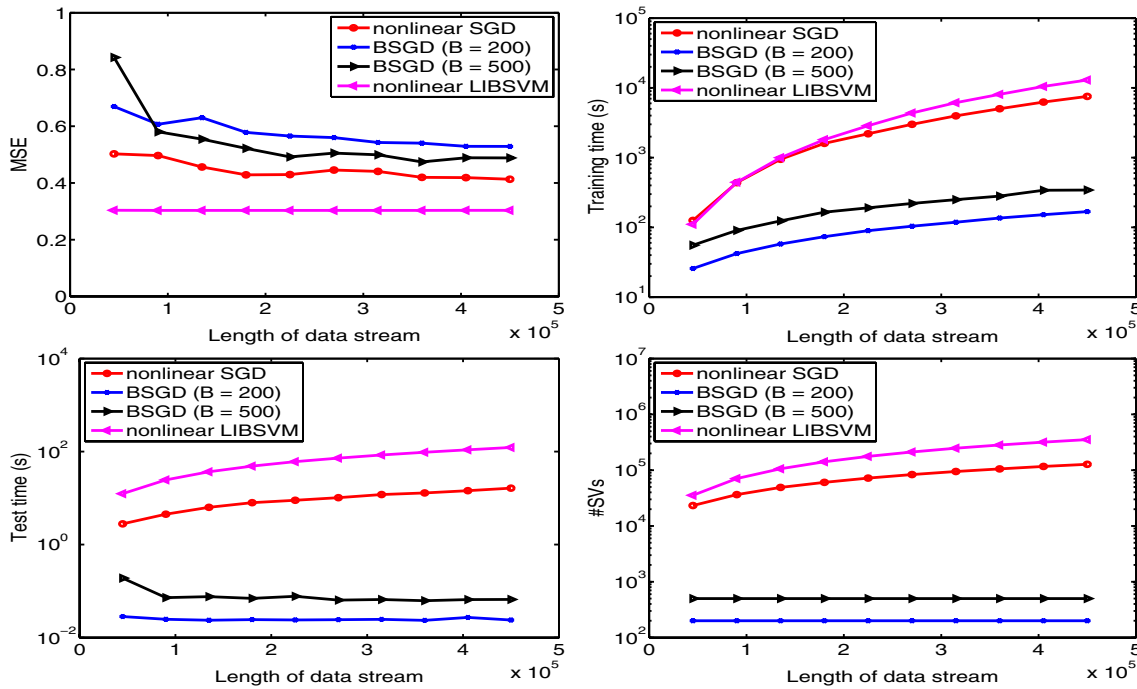 1
0.8
0.6
0.4
0.2
0
MSE
nonlinear SGD
BSGD (B = 200)
BSGD (B = 500)
nonlinear LIBSVM
0 1 2 3 4 5
Length of data stream
x 10^5
10^5
10^4
10^3
10^2
10^1
Training time (s)
nonlinear SGD
BSGD (B = 200)
BSGD (B = 500)
nonlinear LIBSVM
0 1 2 3 4 5
Length of data stream
x 10^5
10^4
10^2
10^0
10^−2
Test time (s)
nonlinear SGD
BSGD (B = 200)
BSGD (B = 500)
nonlinear LIBSVM
0 1 2 3 4 5
Length of data stream
x 10^5
10^7
10^6
10^5
10^4
10^3
10^2
#SVs
nonlinear SGD
BSGD (B = 200)
BSGD (B = 500)
nonlinear LIBSVM
0 1 2 3 4 5
Length of data stream
x 10^5